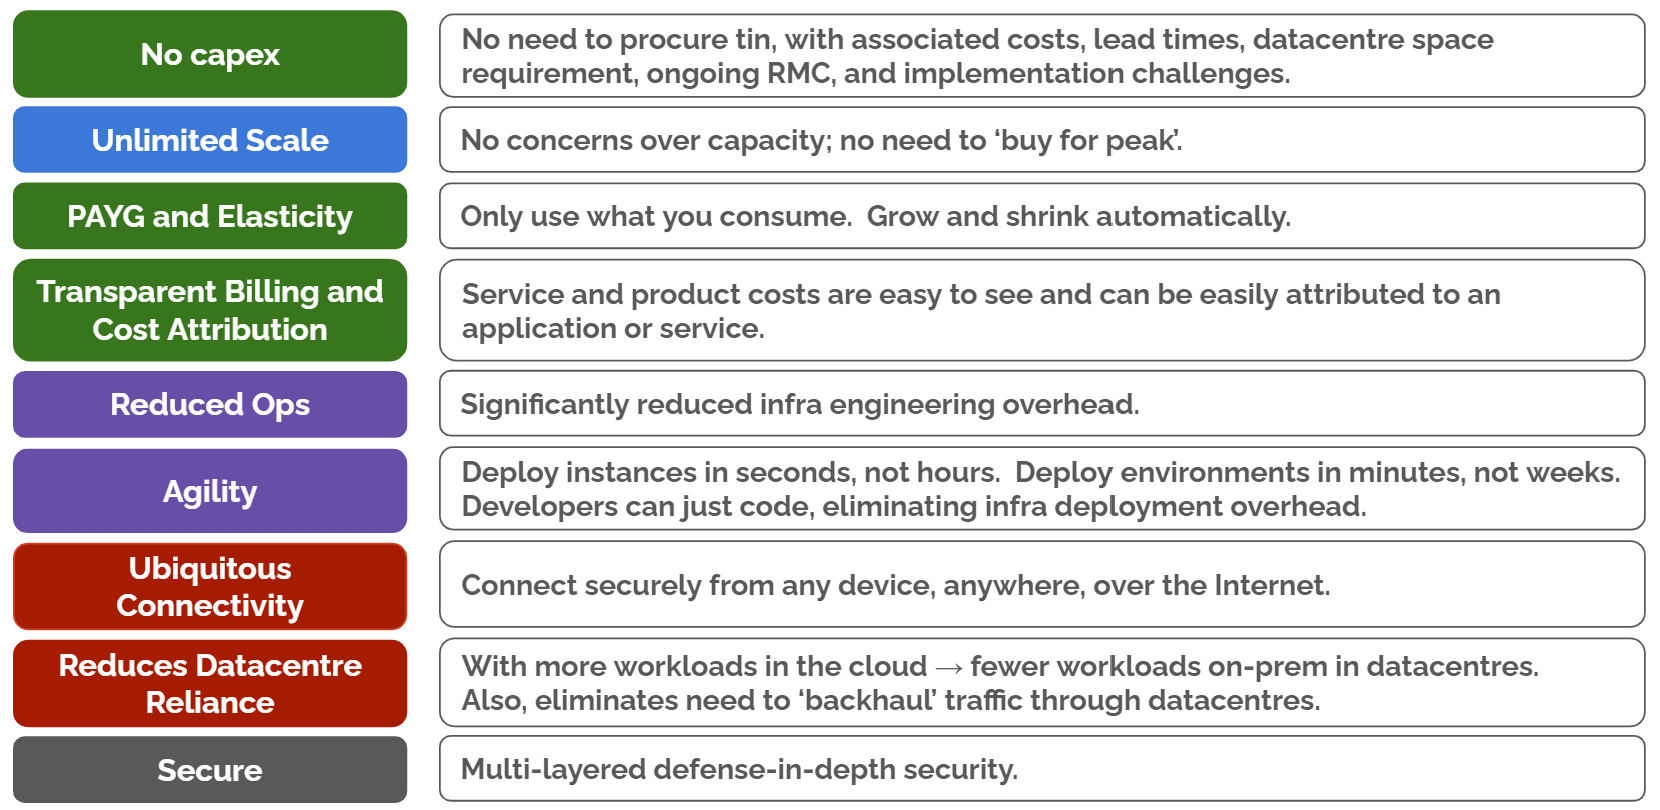 No capex
No need to procure tin, with associated costs, lead times, datacentre space
requirement, ongoing RMC, and implementation challenges.
Unlimited Scale
No concerns over capacity; no need to ‘buy for peak’.
PAYG and Elasticity
Only use what you consume.  Grow and shrink automatically.
Transparent Billing and
Cost Attribution
Service and product costs are easy to see and can be easily attributed to an
application or service.
Reduced Ops
Significantly reduced infra engineering overhead.
Agility
Deploy instances in seconds, not hours.  Deploy environments in minutes, not weeks.
Developers can just code, eliminating infra deployment overhead.
Ubiquitous
Connectivity
Connect securely from any device, anywhere, over the Internet.
Reduces Datacentre
Reliance
With more workloads in the cloud → fewer workloads on-prem in datacentres.
Also, eliminates need to ‘backhaul’ traffic through datacentres.
Secure
Multi-layered defense-in-depth security.